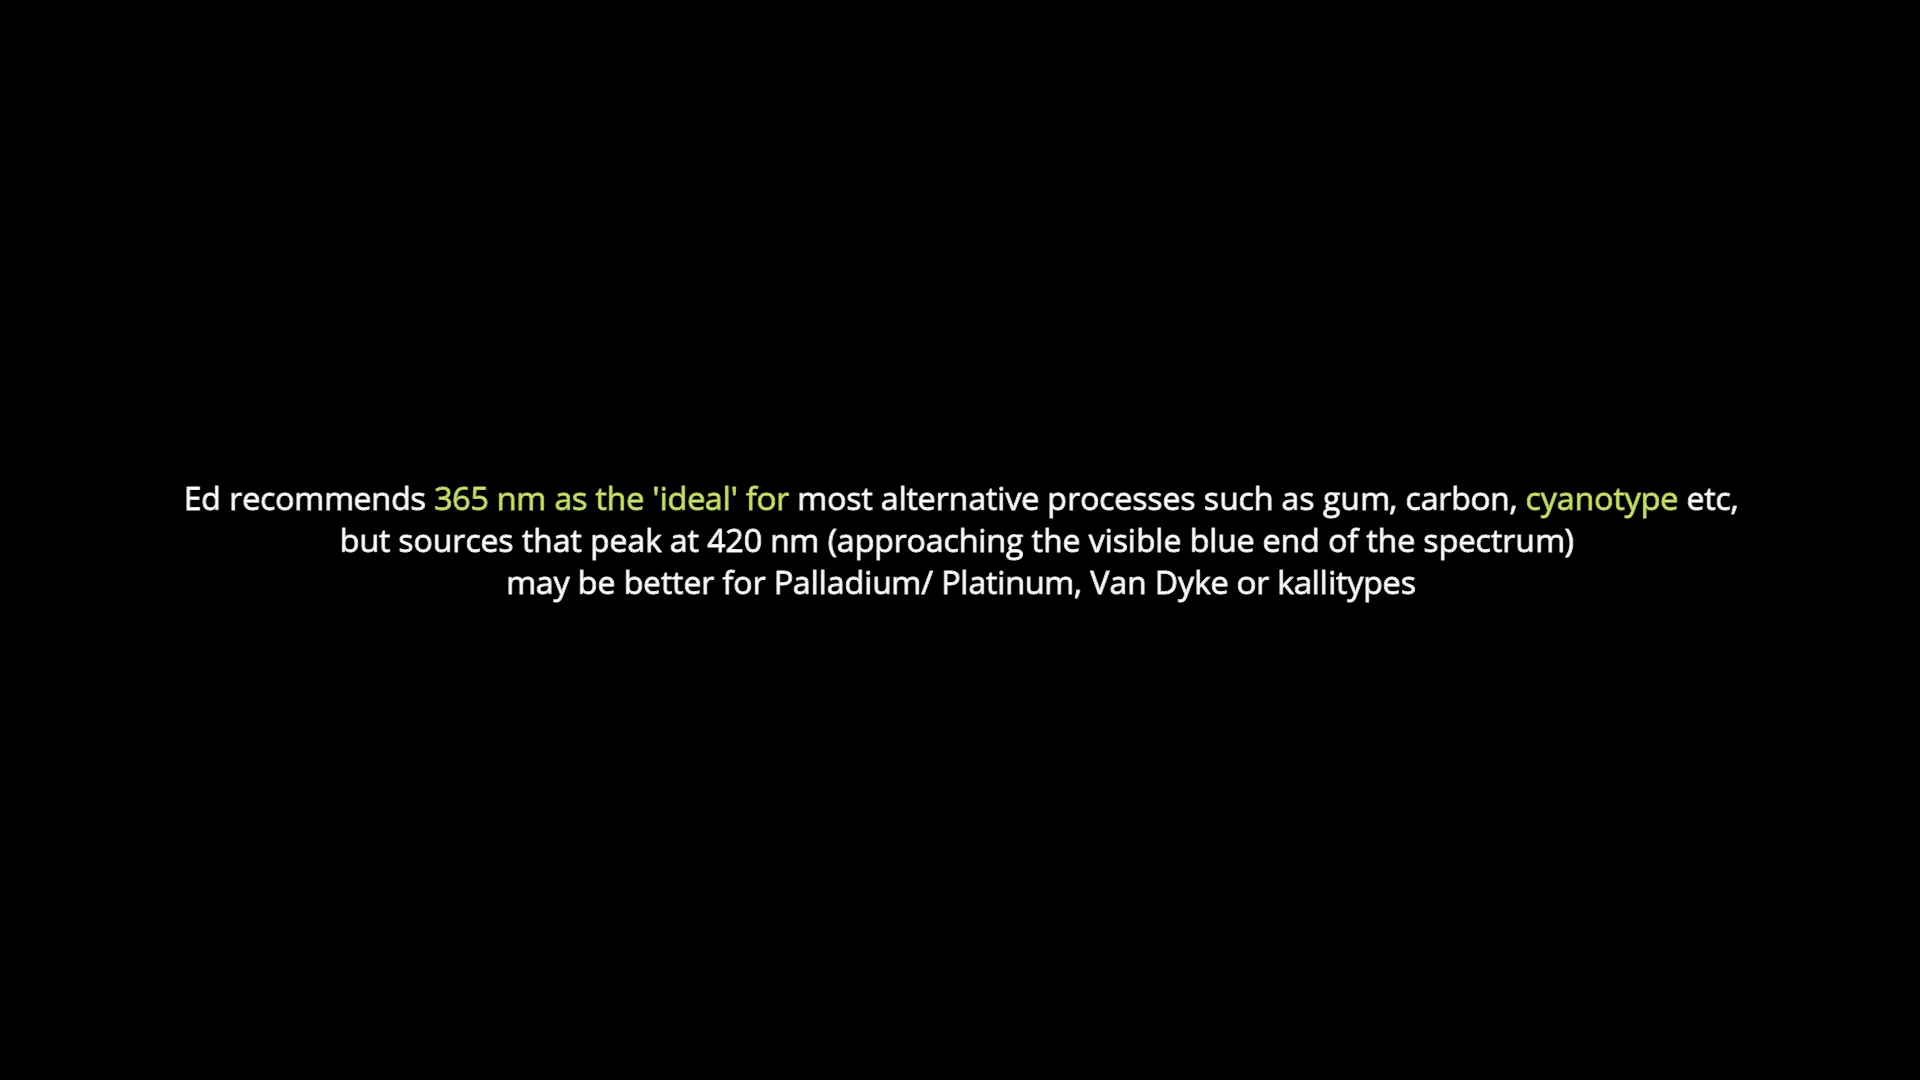 Ed recommends 365 nm as the 'ideal' for most alternative processes such as gum, carbon, cyanotype etc,
but sources that peak at 420 nm (approaching the visible blue end of the spectrum)
may be better for Palladium/ Platinum, Van Dyke or kallitypes